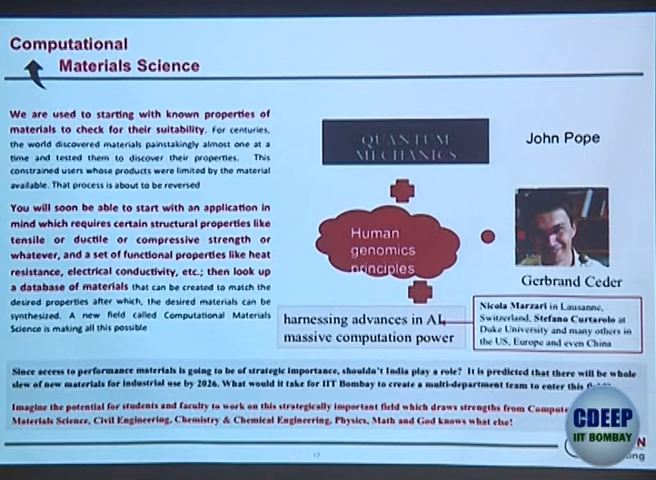 Computational
Materials Science
We are used to starting with known properties of
materials to check for their suitability. For centuries,
the world discovered materials painstakingly almost one at a
time and tested them to discover their properties. This
constrained users whose products were limited by the material
available. That process is about to be reversed
You will soon be able to start with an application in
mind which requires certain structural properties like
tensile or ductile or compressive strength or
whatever, and a set of functional properties like heat
resistance, electrical conductivity, etc.; then look up
a database of materials that can be created to match the
desired properties after which, the desired materials can be
synthesized. A new field called Computational Materials
Science is making all this possible
QUANTUM
MECHANICS
John Pope
Human
genomics
principles
Gerbrand Ceder
harnessing advances in AI,
massive computation power
Nicola Marzari in Lausanne,
Switzerland, Stefano Curtarolo at
Duke University and many others in
the US, Europe and even China
Since access to performance materials is going to be of strategic importance, shouldn't India play a role? It is predicted that there will be whole
slew of new materials for industrial use by 2026. What would it take for IIT Bombay to create a multi-department team to enter this
Imagine the potential for students and faculty to work on this strategically important field which draws strengths from
Materials Science, Civil Engineering, Chemistry & Chemical Engineering, Physics, Math and God knows what else!
CDEEP
IIT BOMBAY
17